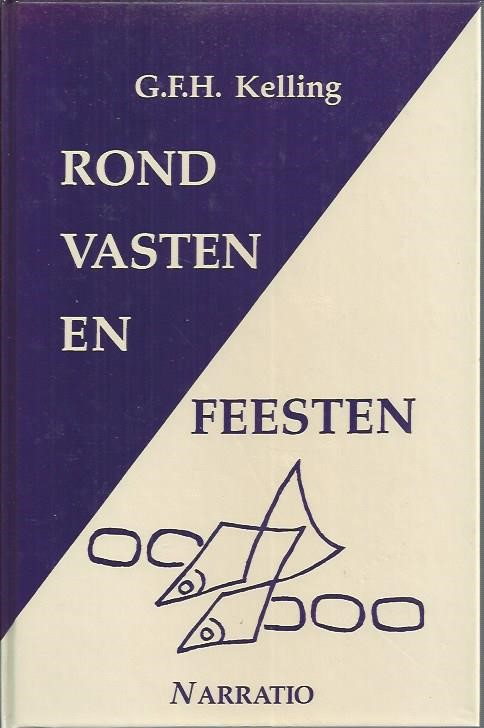 G.F.H. Kelling
ROND
VASTEN
EN
FEESTEN
NARRATIO